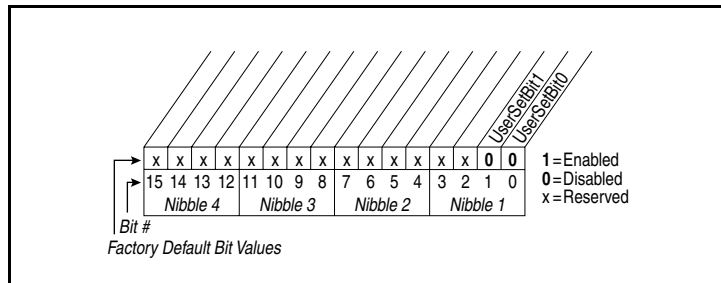 UserSetBit1
UserSetBit0
x x x x x x x x x x x x x x 0 0
15 14 13 12 11 10 9 8 7 6 5 4 3 2 1 0
Nibble 4 Nibble 3 Nibble 2 Nibble 1
1=Enabled
0=Disabled
x=Reserved
Bit #
Factory Default Bit Values